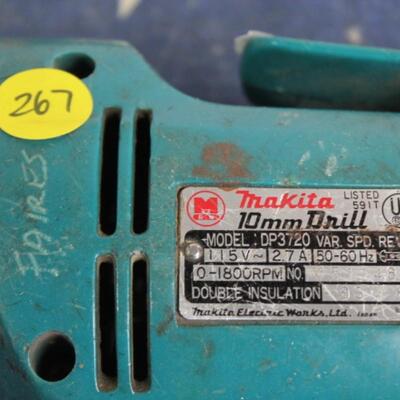 267
FAIRES
M
makita
LISTED
591T
U
10mm Drill
MODEL: DP3720 VAR. SPD. REV
115V~ 2.7A 50-60Hz
0-1800RPM NO.
DOUBLE INSULATION
Makita Electric Works, Ltd.